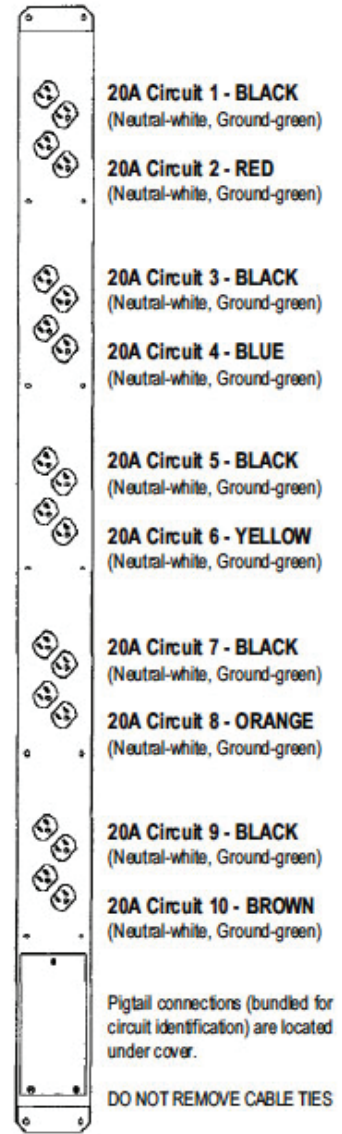 20A Circuit 1 - BLACK
(Neutral-white, Ground-green)
20A Circuit 2 - RED
(Neutral-white, Ground-green)
20A Circuit 3 - BLACK
(Neutral-white, Ground-green)
20A Circuit 4 - BLUE
(Neutral-white, Ground-green)
20A Circuit 5 - BLACK
(Neutral-white, Ground-green)
20A Circuit 6 - YELLOW
(Neutral-white, Ground-green)
20A Circuit 7 - BLACK
(Neutral-white, Ground-green)
20A Circuit 8 - ORANGE
(Neutral-white, Ground-green)
20A Circuit 9 - BLACK
(Neutral-white, Ground-green)
20A Circuit 10 - BROWN
(Neutral-white, Ground-green)
Pigtail connections (bundled for
circuit identification) are located
under cover.
DO NOT REMOVE CABLE TIES